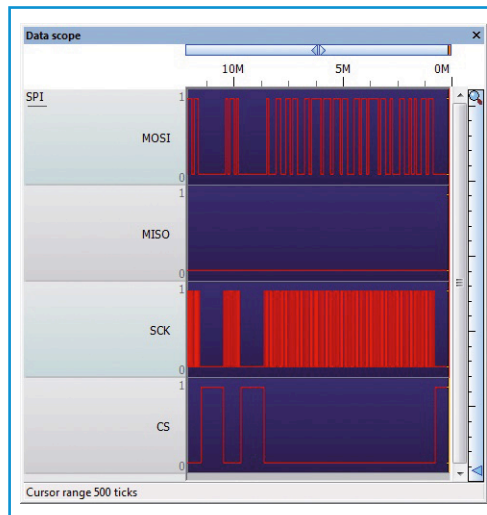 Data scope
10M 5M 0M
SPI
1
MOSI
0
1
MISO
0
1
SCK
0
1
CS
0
Cursor range 500 ticks